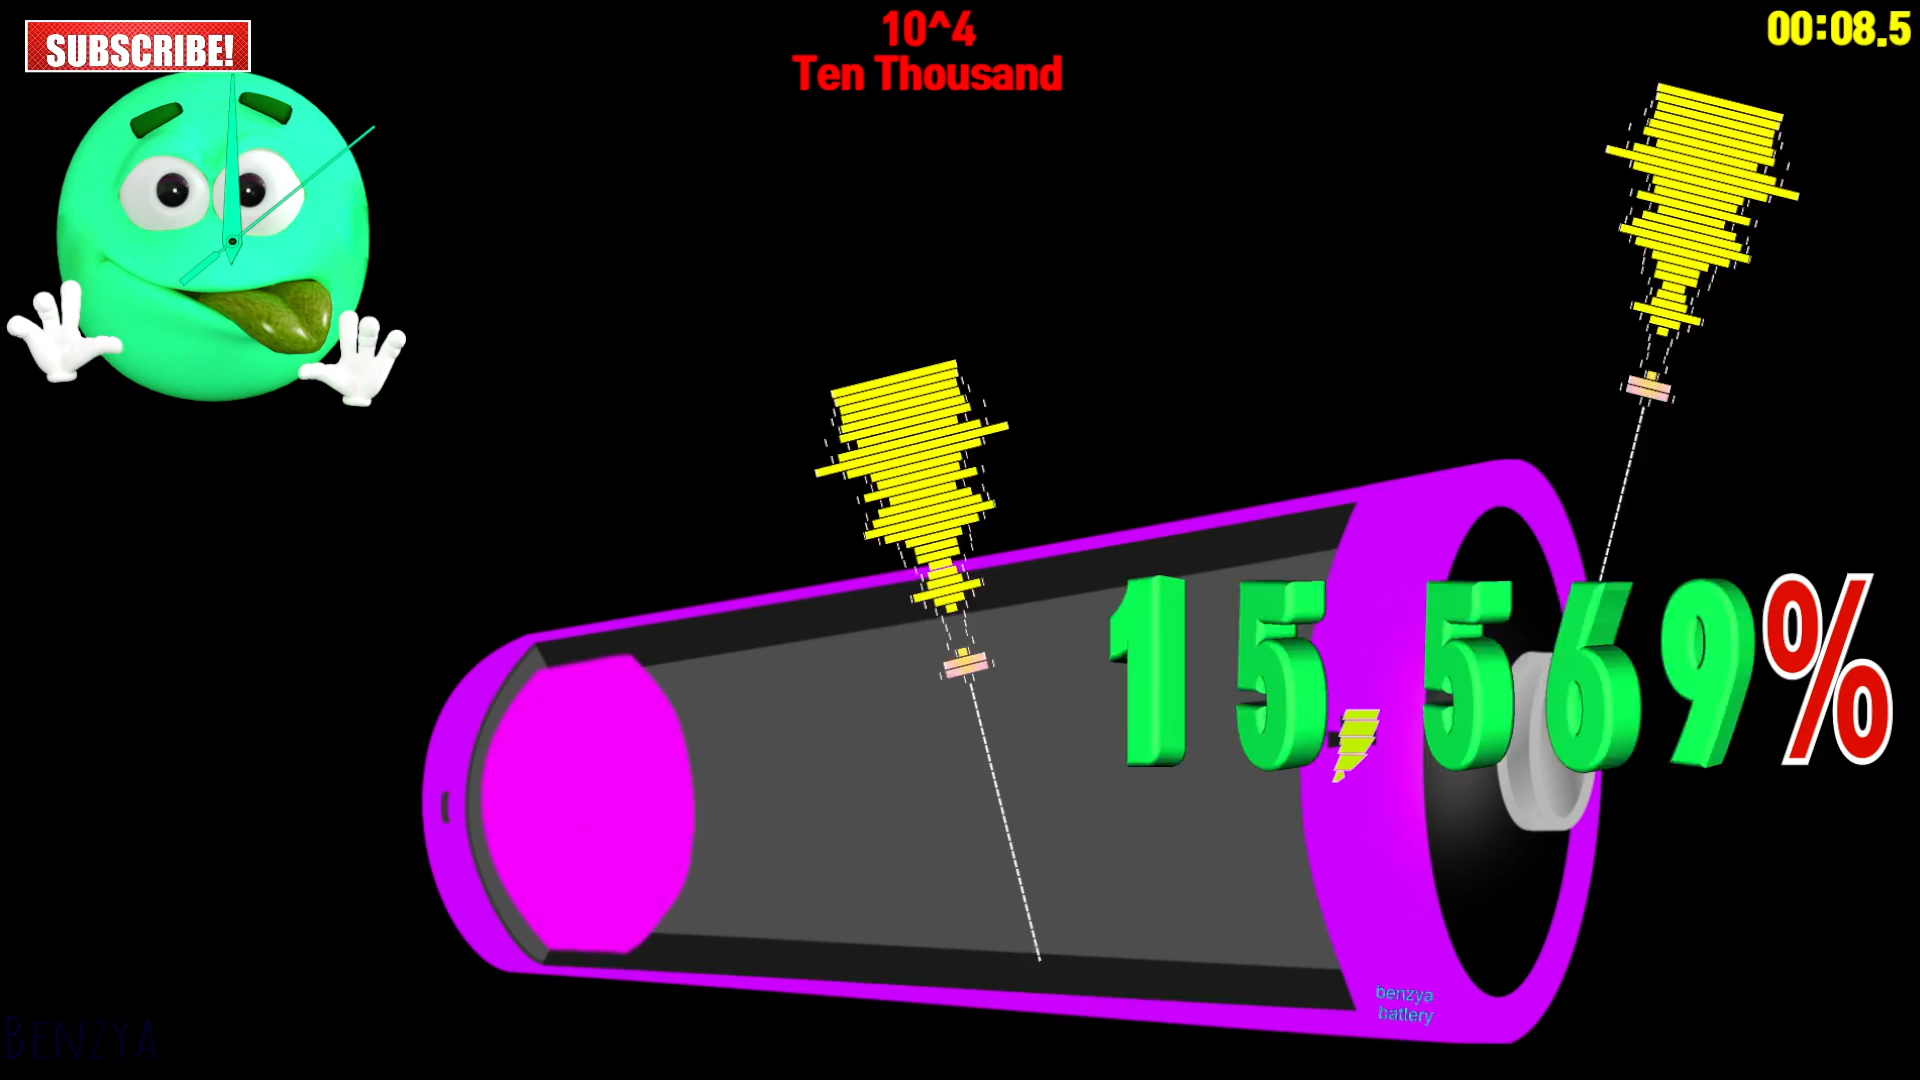 SUBSCRIBE!
10^4
Ten Thousand
00:08.5
15,569%
benzya
battery
BENZYA